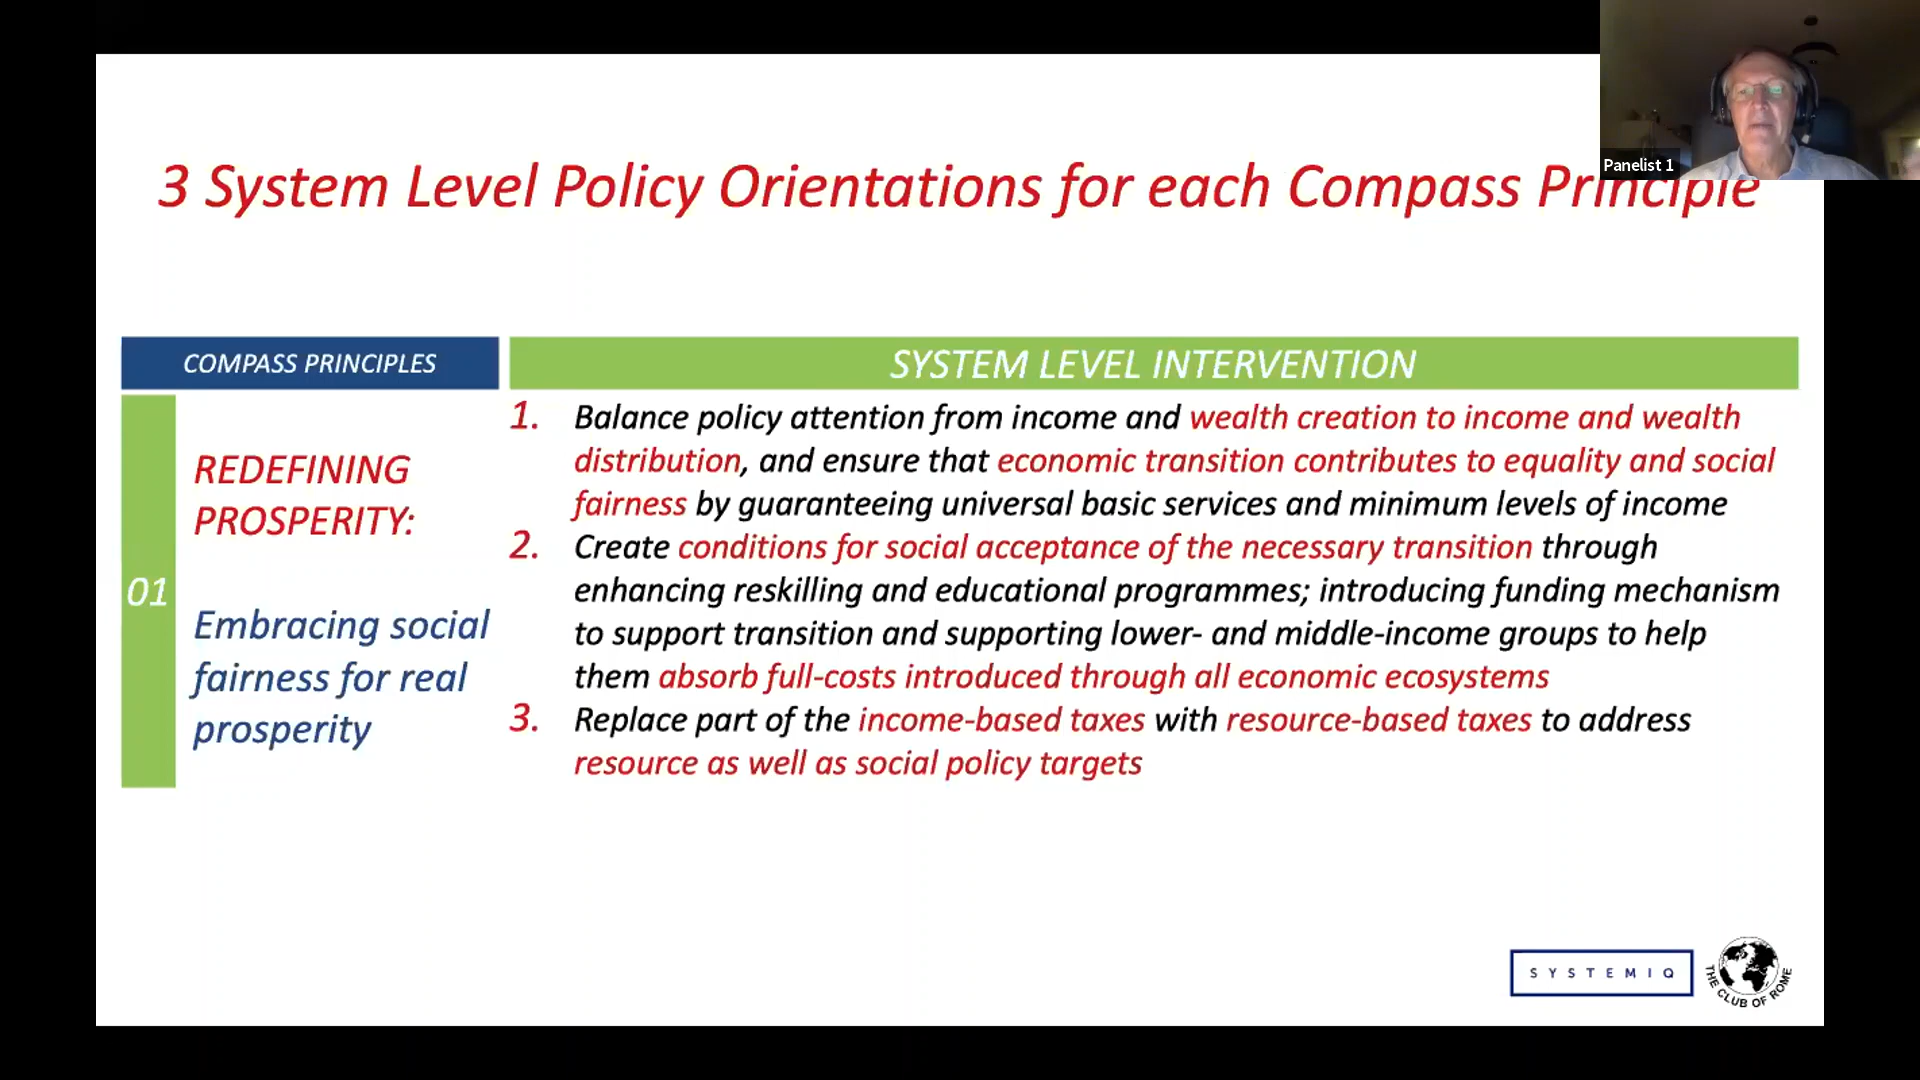 Panelist 1
3 System Level Policy Orientations for each Compass Principle
COMPASS PRINCIPLES
SYSTEM LEVEL INTERVENTION
01
REDEFINING
PROSPERITY:
Embracing social
fairness for real
prosperity
1. Balance policy attention from income and wealth creation to income and wealth
distribution, and ensure that economic transition contributes to equality and social
fairness by guaranteeing universal basic services and minimum levels of income
2. Create conditions for social acceptance of the necessary transition through
enhancing reskilling and educational programmes; introducing funding mechanism
to support transition and supporting lower- and middle-income groups to help
them absorb full-costs introduced through all economic ecosystems
3. Replace part of the income-based taxes with resource-based taxes to address
resource as well as social policy targets
SYSTEMIQ
THE CLUB OF ROME